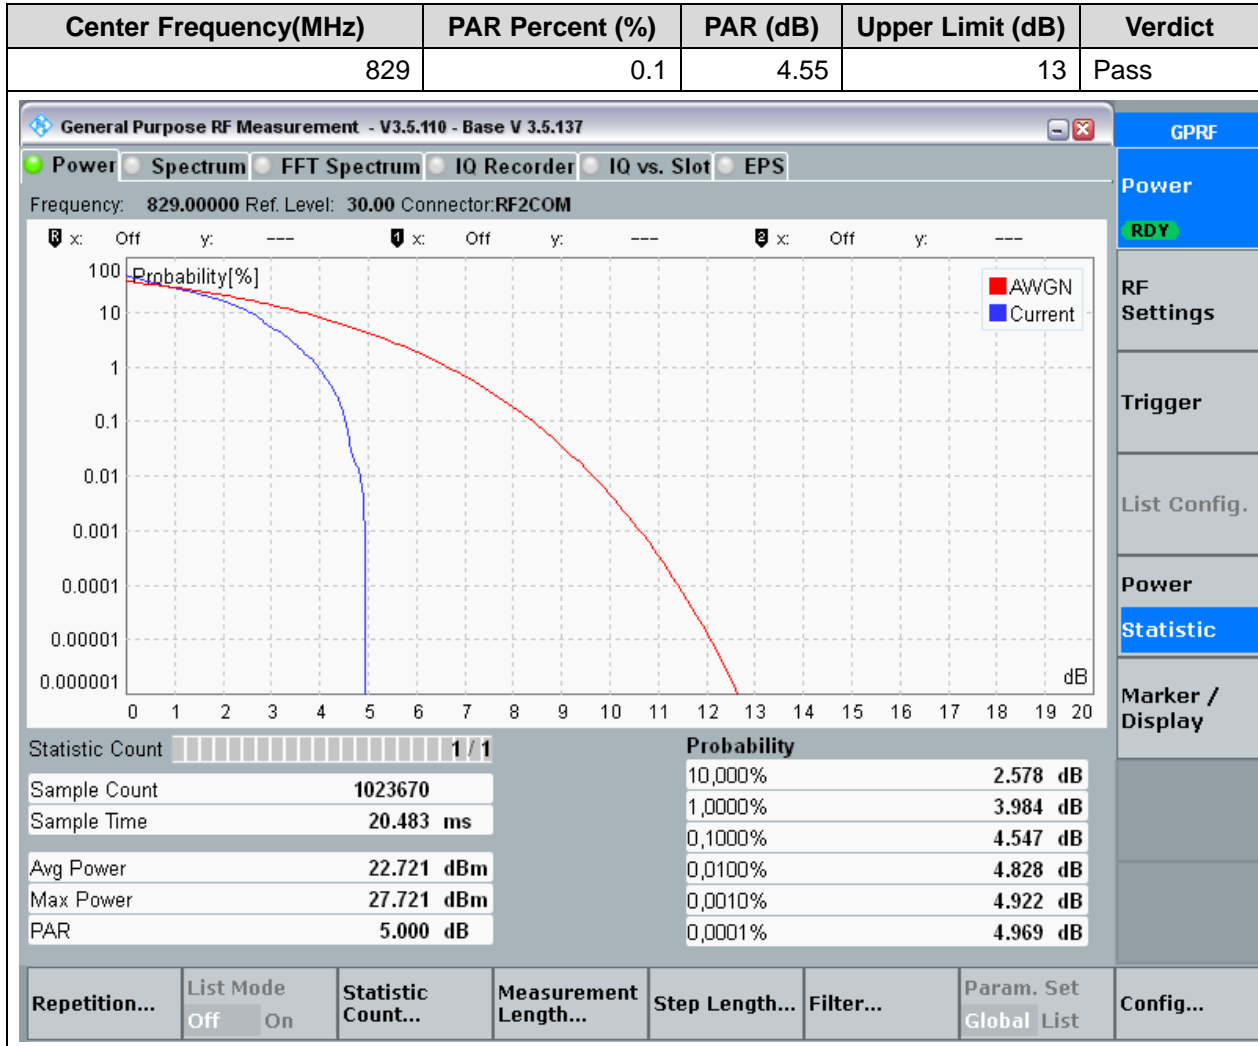 Center Frequency(MHz) PAR Percent (%) PAR (dB) Upper Limit (dB) Verdict
829 0.1 4.55 13 Pass
General Purpose RF Measurement - V3.5.110 - Base V 3.5.137
GPRF
Power Spectrum FFT Spectrum IQ Recorder IQ vs. Slot EPS
Power
RDY
Frequency: 829.00000 Ref. Level: 30.00 Connector:RF2COM
R x: Off y: --- 1 x: Off y: --- 2 x: Off y: ---
RF
Settings
Trigger
List Config.
Power
Statistic
Marker /
Display
Probability[%]
AWGN
Current
100
10
1
0.1
0.01
0.001
0.0001
0.00001
0.000001
dB
0 1 2 3 4 5 6 7 8 9 10 11 12 13 14 15 16 17 18 19 20
Statistic Count 1 / 1
Sample Count 1023670
Sample Time 20.483 ms
Avg Power 22.721 dBm
Max Power 27.721 dBm
PAR 5.000 dB
Probability
10,000% 2.578 dB
1,0000% 3.984 dB
0,1000% 4.547 dB
0,0100% 4.828 dB
0,0010% 4.922 dB
0,0001% 4.969 dB
Repetition...
List Mode
Off On
Statistic
Count...
Measurement
Length...
Step Length...
Filter...
Param. Set
Global List
Config...